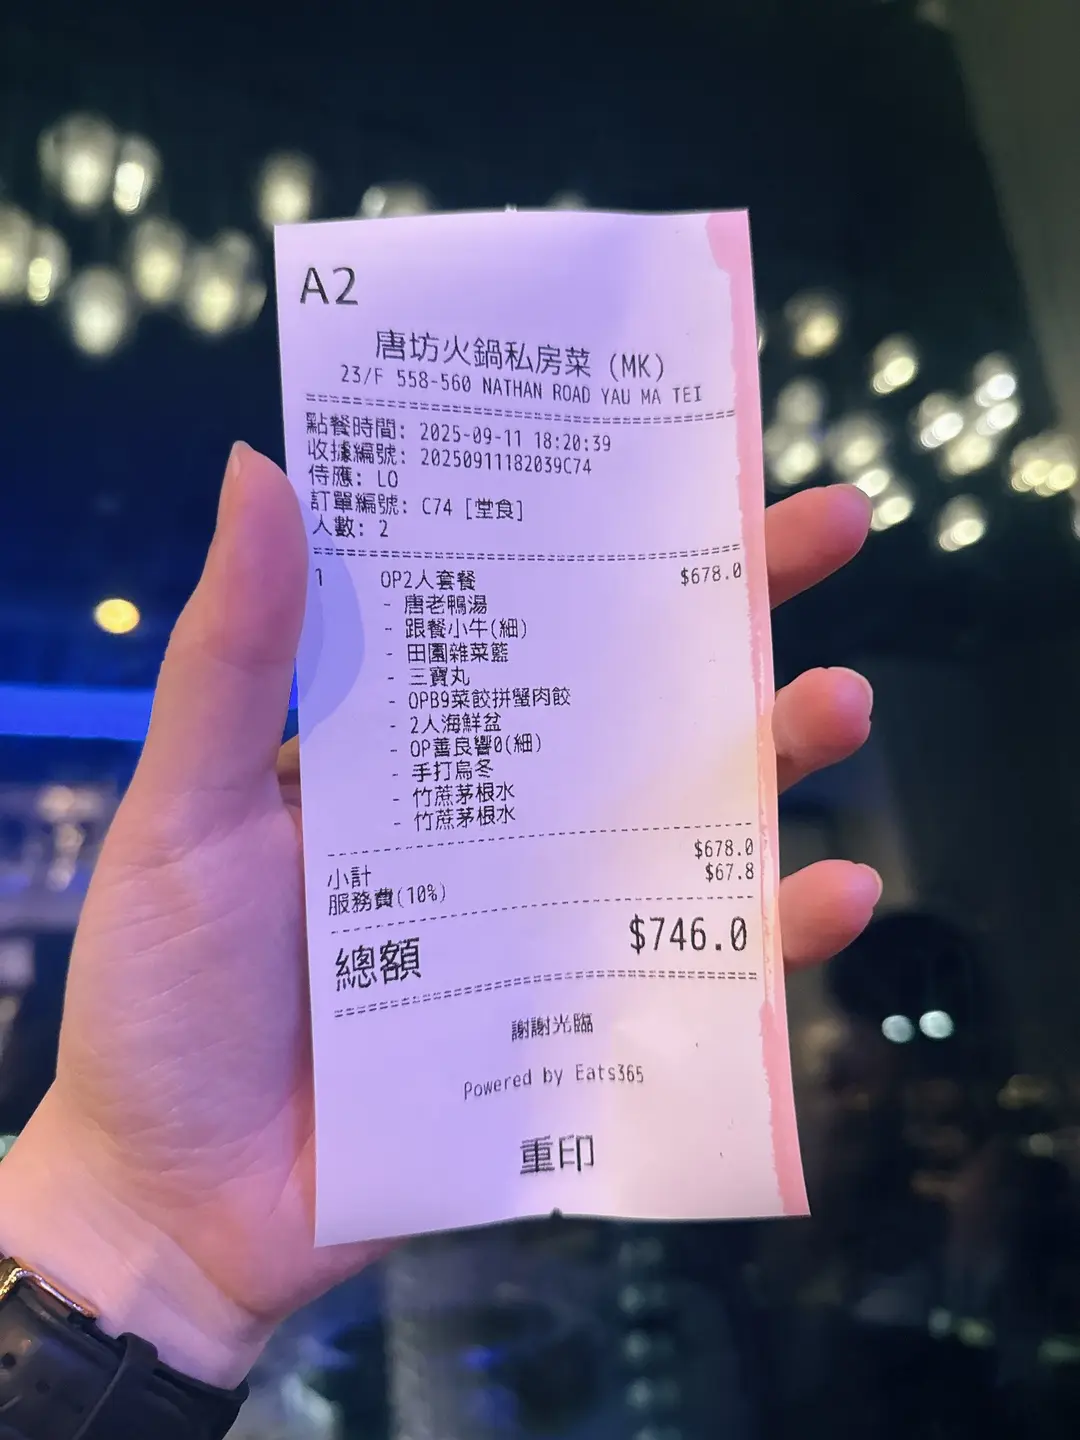 A2
唐坊火鍋私房菜 (MK)
23/F 558-560 NATHAN ROAD YAU MA TEI
點餐時間: 2025-09-11 18:20:39
收據編號: 20250911182039C74
侍應: LO
訂單編號: C74 [堂食]
人數: 2
1 OP2人套餐 $678.0
- 唐老鴨湯
- 跟餐小牛(細)
- 田園雜菜籃
- 三寶丸
- OPB9菜餃拼蟹肉餃
- 2人海鮮盆
- OP善良響0(細)
- 手打烏冬
- 竹蔗茅根水
- 竹蔗茅根水
小計 $678.0
服務費(10%) $67.8
總額 $746.0
謝謝光臨
Powered by Eats365
重印